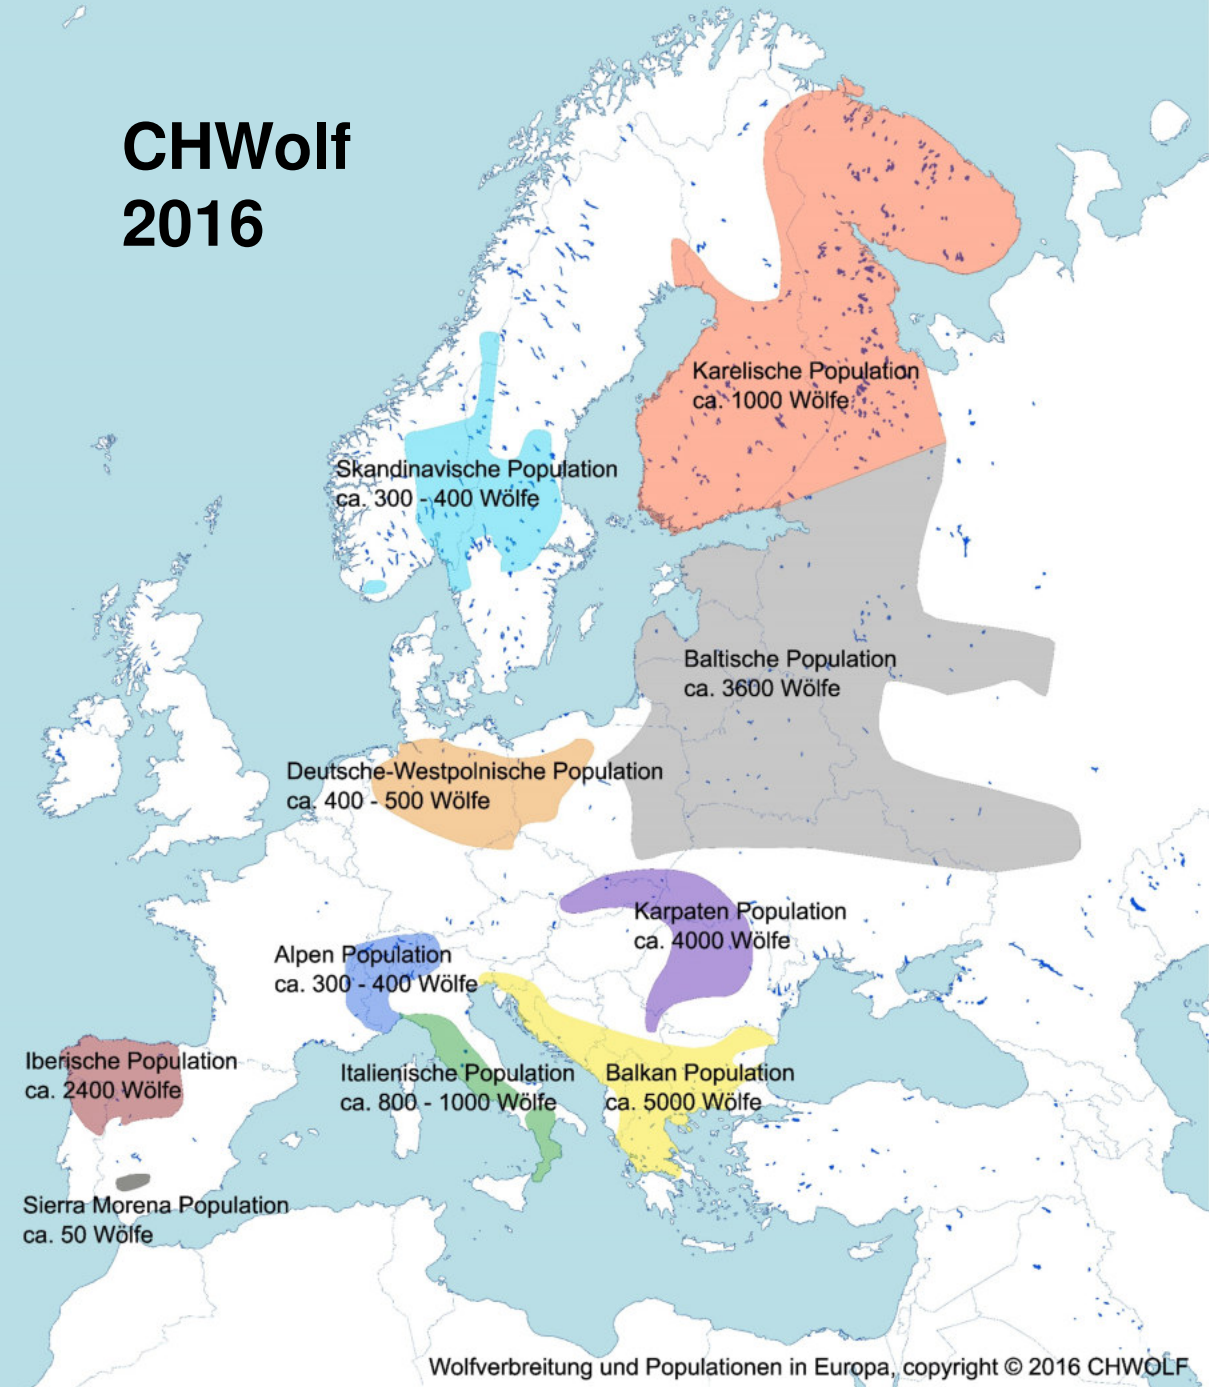 CHWolf
2016
Karelische Population
ca. 1000 Wölfe
Skandinavische Population
ca. 300 - 400 Wölfe
Baltische Population
ca. 3600 Wölfe
Deutsche-Westpolnische Population
ca. 400 - 500 Wölfe
Karpaten Population
ca. 4000 Wölfe
Alpen Population
ca. 300 - 400 Wölfe
Iberische Population
ca. 2400 Wölfe
Italienische Population
ca. 800 - 1000 Wölfe
Balkan Population
ca. 5000 Wölfe
Sierra Morena Population
ca. 50 Wölfe
Wolfverbreitung und Populationen in Europa, copyright © 2016 CHWOLF